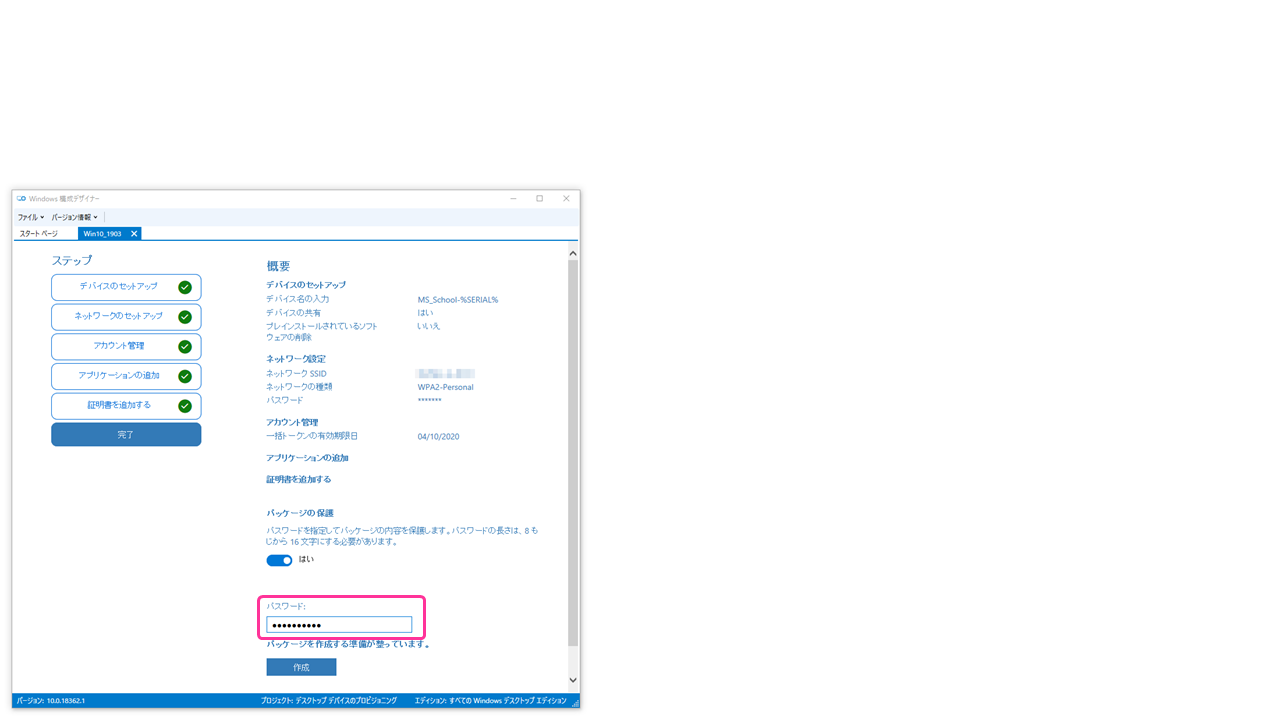 Windows 構成デザイナー
ファイル バージョン情報
スタート ページ Win10_1903
ステップ
デバイスのセットアップ
ネットワークのセットアップ
アカウント管理
アプリケーションの追加
証明書を追加する
完了
概要
デバイスのセットアップ
デバイス名の入力 MS_School-%SERIAL%
デバイスの共有 はい
プレインストールされているソフト いいえ
ウェアの削除
ネットワーク設定
ネットワーク SSID
ネットワークの種類 WPA2-Personal
パスワード *******
アカウント管理
一括トークンの有効期限日 04/10/2020
アプリケーションの追加
証明書を追加する
パッケージの保護
パスワードを指定してパッケージの内容を保護します。パスワードの長さは、8 も
じから 16 文字にする必要があります。
はい
パスワード:
●●●●●●●●●●
パッケージを作成する準備が整っています。
作成
バージョン: 10.0.18362.1 プロジェクト: デスクトップ デバイスのプロビジョニング エディション: すべての Windows デスクトップ エディション